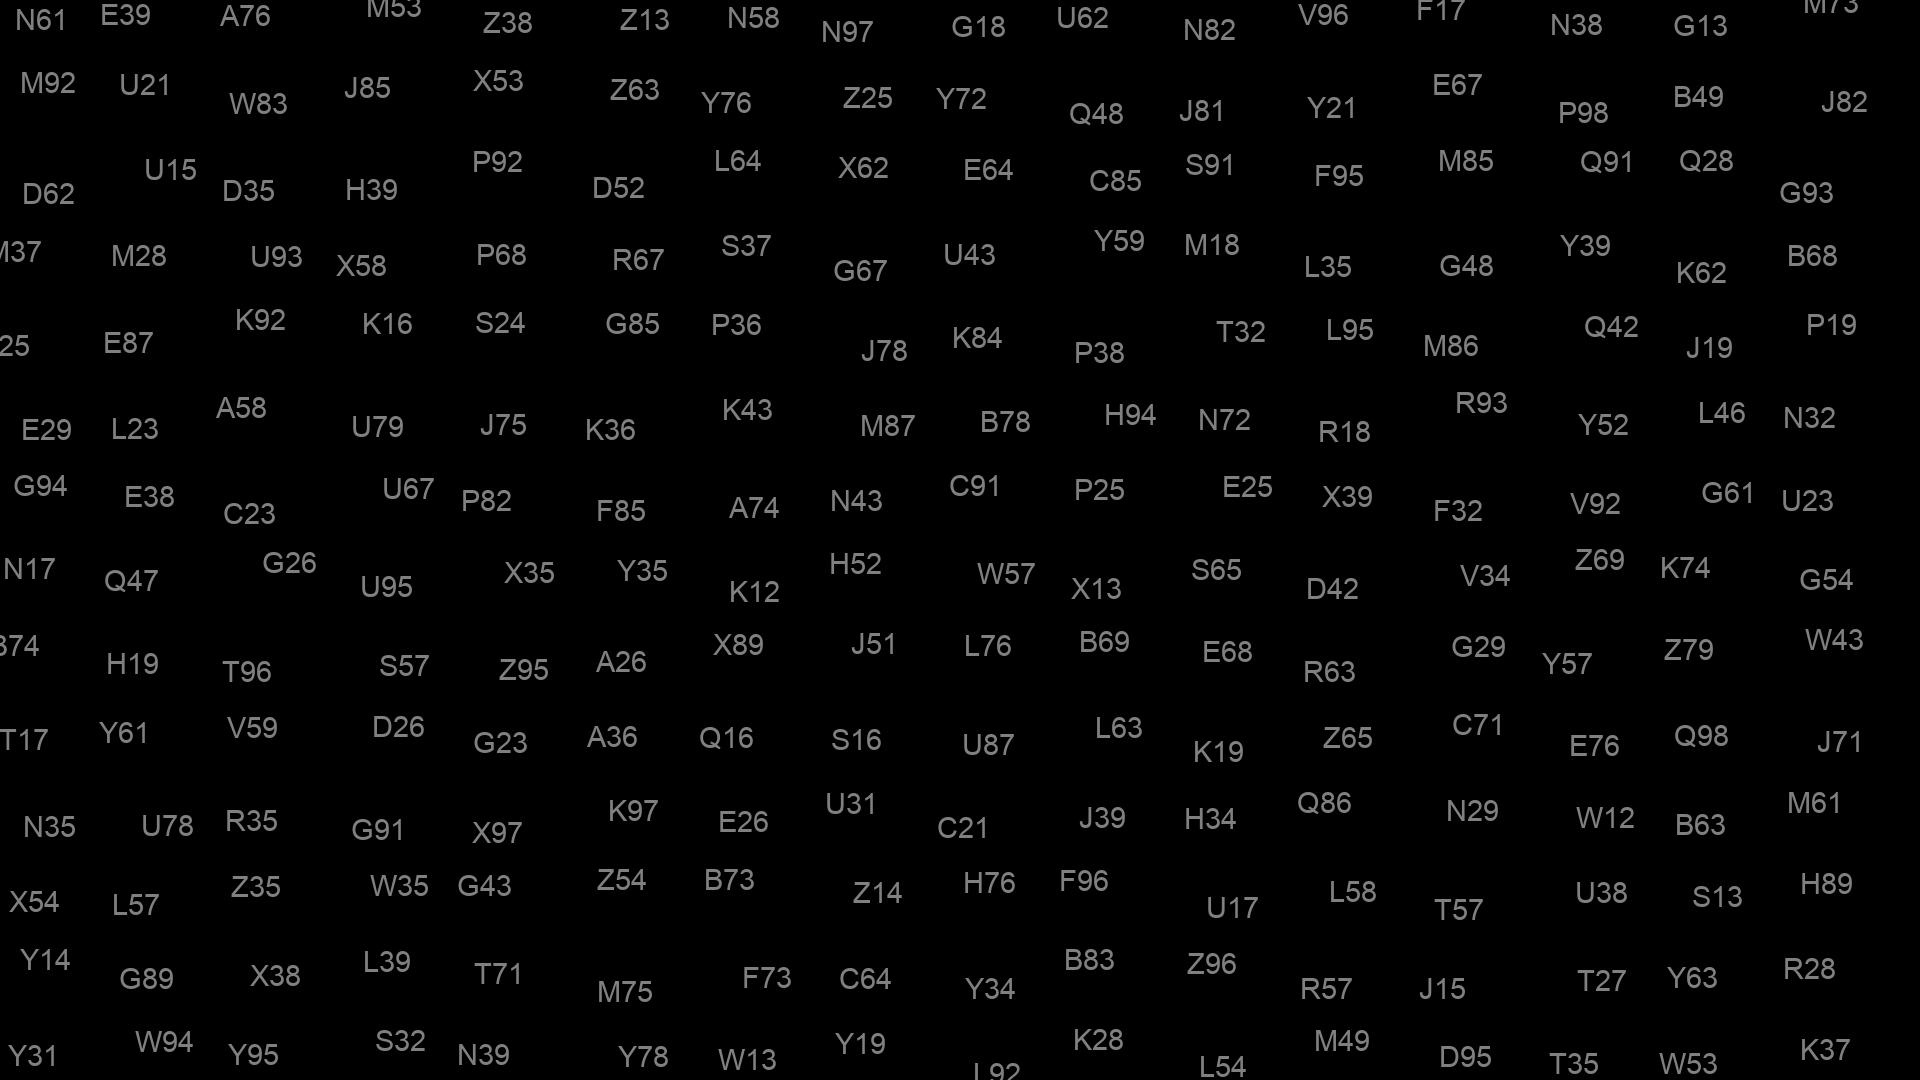 N61 E39 A76 M53 Z38 Z13 N58 N97 G18 U62 N82 V96 F17 N38 G13 M73
M92 U21 W83 J85 X53 Z63 Y76 Z25 Y72 Q48 J81 Y21 E67 P98 B49 J82
D62 U15 D35 H39 P92 D52 L64 X62 E64 C85 S91 F95 M85 Q91 Q28 G93
M37 M28 U93 X58 P68 R67 S37 G67 U43 Y59 M18 L35 G48 Y39 K62 B68
25 E87 K92 K16 S24 G85 P36 J78 K84 P38 T32 L95 M86 Q42 J19 P19
E29 L23 A58 U79 J75 K36 K43 M87 B78 H94 N72 R18 R93 Y52 L46 N32
G94 E38 C23 U67 P82 F85 A74 N43 C91 P25 E25 X39 F32 V92 G61 U23
N17 Q47 G26 U95 X35 Y35 K12 H52 W57 X13 S65 D42 V34 Z69 K74 G54
B74 H19 T96 S57 Z95 A26 X89 J51 L76 B69 E68 R63 G29 Y57 Z79 W43
T17 Y61 V59 D26 G23 A36 Q16 S16 U87 L63 K19 Z65 C71 E76 Q98 J71
N35 U78 R35 G91 X97 K97 E26 U31 C21 J39 H34 Q86 N29 W12 B63 M61
X54 L57 Z35 W35 G43 Z54 B73 Z14 H76 F96 U17 L58 T57 U38 S13 H89
Y14 G89 X38 L39 T71 M75 F73 C64 Y34 B83 Z96 R57 J15 T27 Y63 R28
Y31 W94 Y95 S32 N39 Y78 W13 Y19 L92 K28 L54 M49 D95 T35 W53 K37